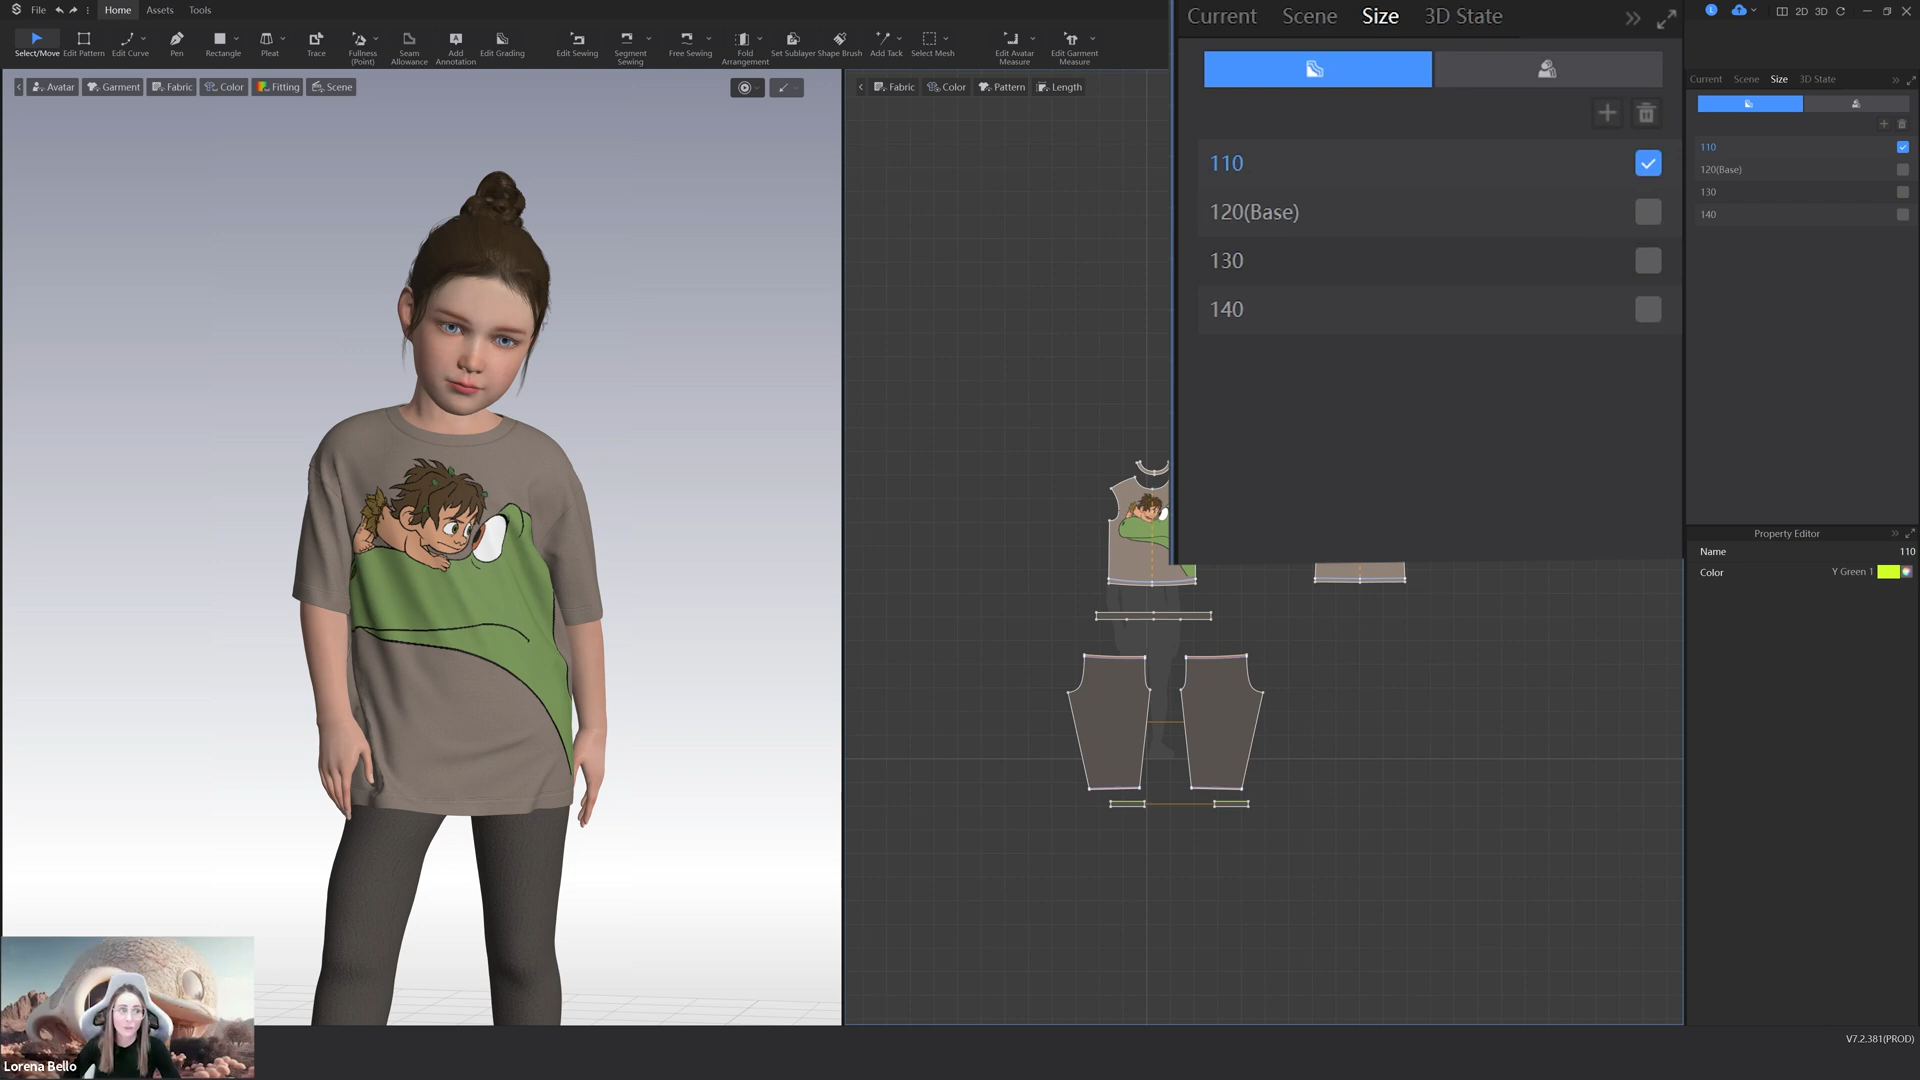 File
Home
Assets
Tools
Select/Move
Edit Pattern
Edit Curve
Pen
Rectangle
Pleat
Trace
Fullness
(Point)
Seam
Allowance
Add
Annotation
Edit Grading
Edit Sewing
Segment
Sewing
Free Sewing
Fold
Arrangement
Set Sublayer
Shape Brush
Add Tack
Select Mesh
Edit Avatar
Measure
Edit Garment
Measure
2D
3D
Avatar
Garment
Fabric
Color
Fitting
Scene
Fabric
Color
Pattern
Length
Current
Scene
Size
3D State
110
120(Base)
130
140
Current
Scene
Size
3D State
110
120(Base)
130
140
Property Editor
Name
110
Color
Y Green 1
Lorena Bello
V7.2.381(PROD)